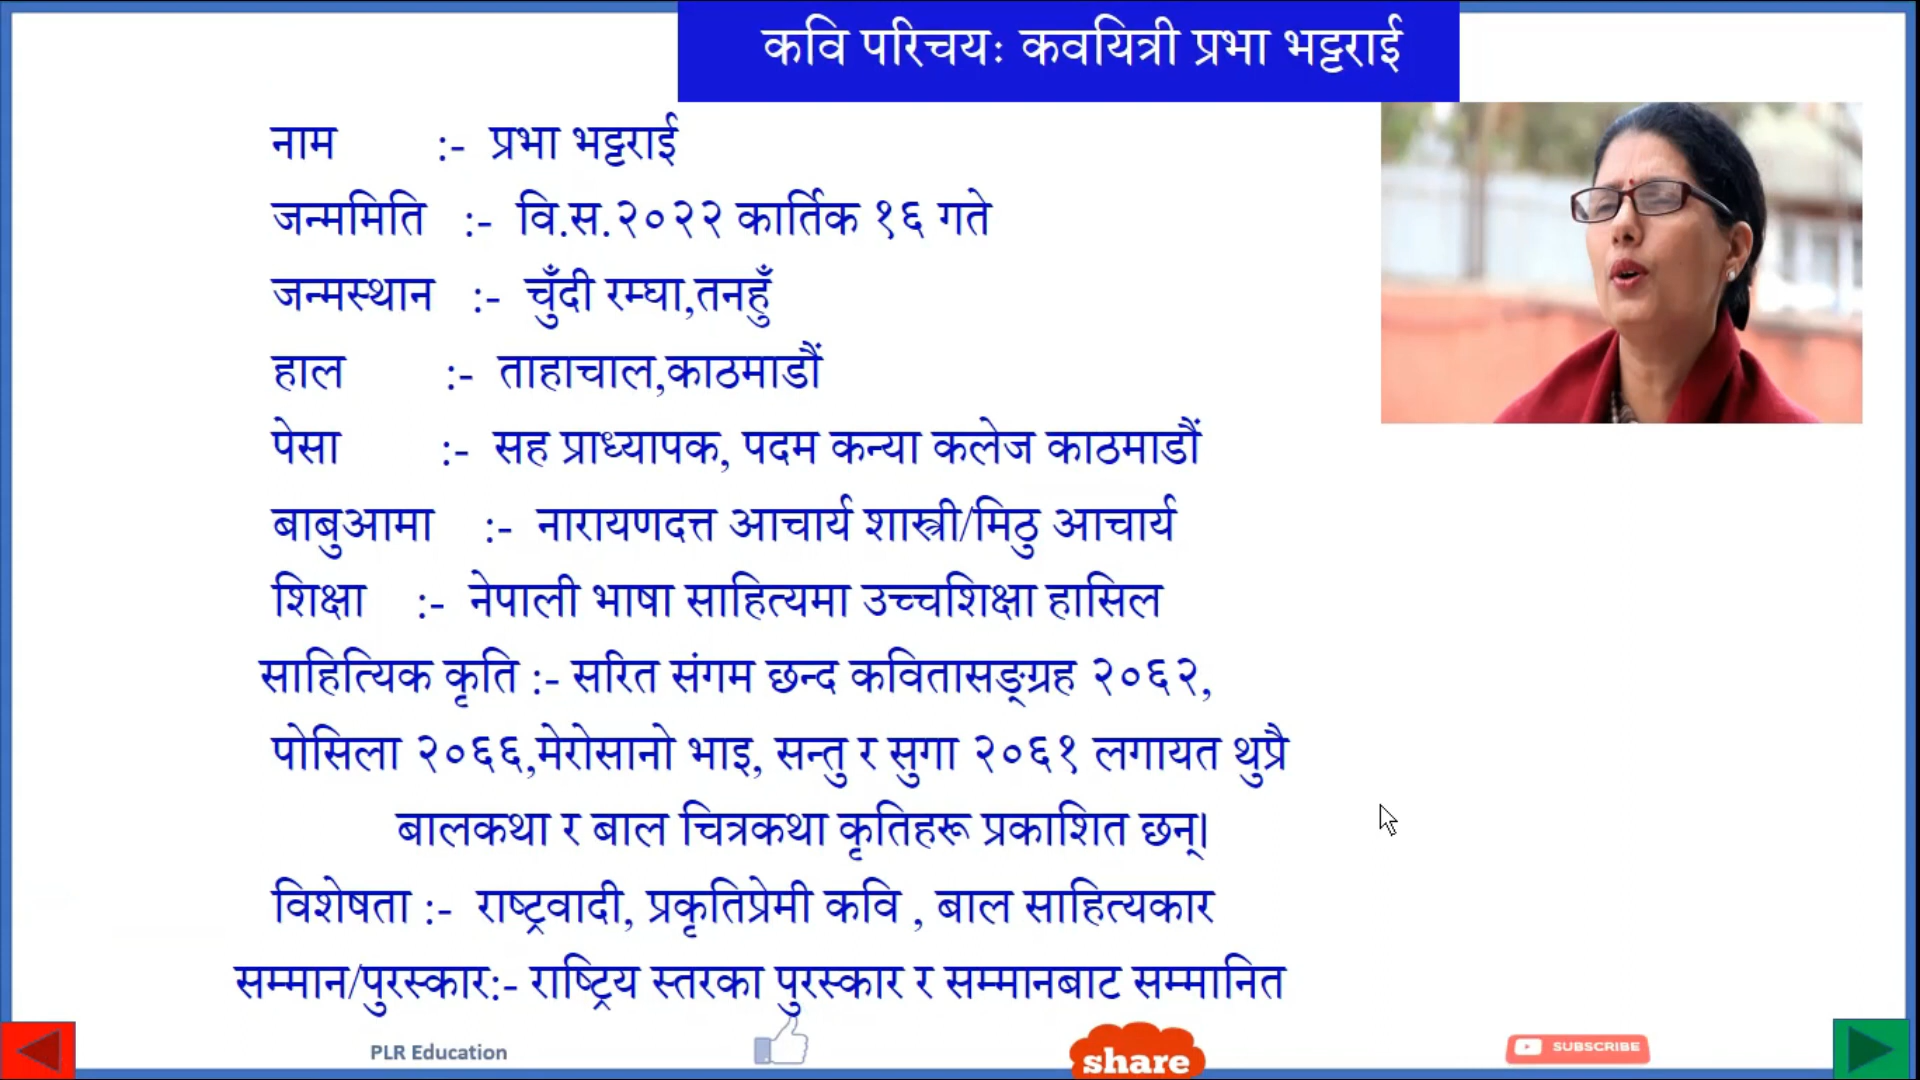 कवि परिचयः कवयित्री प्रभा भट्टराई
नाम :- प्रभा भट्टराई
जन्ममिति :- वि.स.२०२२ कार्तिक १६ गते
जन्मस्थान :- चुँदी रम्घा,तनहुँ
हाल :- ताहाचाल,काठमाडौं
पेसा :- सह प्राध्यापक, पदम कन्या कलेज काठमाडौं
बाबुआमा :- नारायणदत्त आचार्य शास्त्री/मिठु आचार्य
शिक्षा :- नेपाली भाषा साहित्यमा उच्चशिक्षा हासिल
साहित्यिक कृति :- सरित संगम छन्द कवितासङ्ग्रह २०६२,
पोसिला २०६६,मेरोसानो भाइ, सन्तु र सुगा २०६१ लगायत थुप्रै
बालकथा र बाल चित्रकथा कृतिहरू प्रकाशित छन्।
विशेषता :- राष्ट्रवादी, प्रकृतिप्रेमी कवि , बाल साहित्यकार
सम्मान/पुरस्कार:- राष्ट्रिय स्तरका पुरस्कार र सम्मानबाट सम्मानित
PLR Education
share
SUBSCRIBE